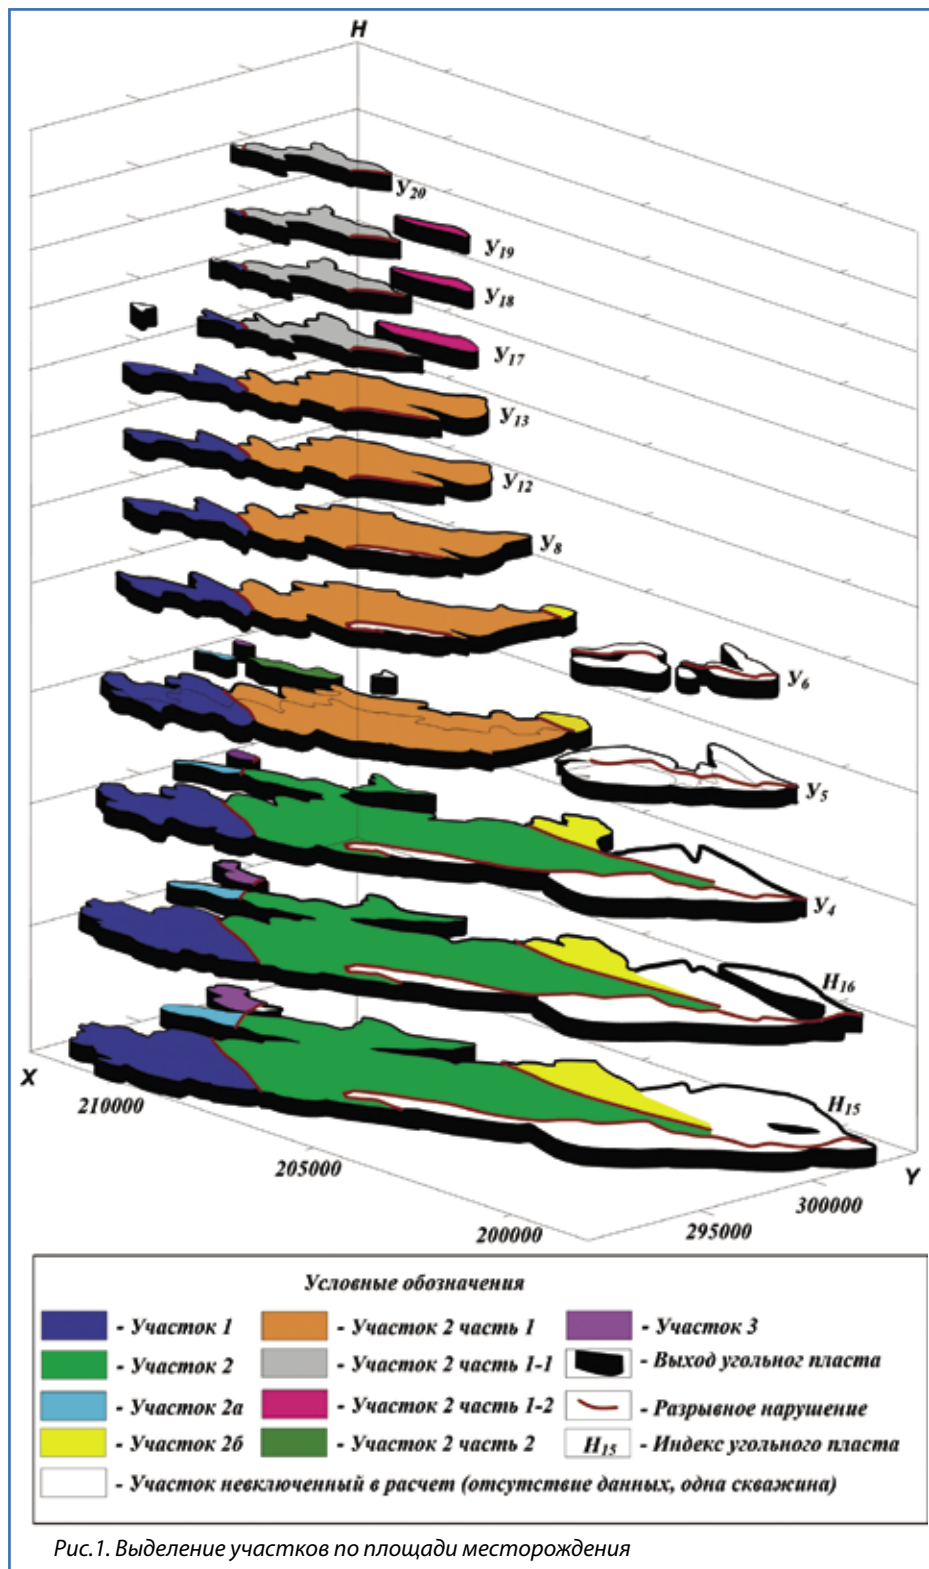 H
У20
У19
У18
У17
У13
У12
У8
У6
У5
У4
Н16
Н15
X
210000
205000
200000
295000
300000
Y
Условные обозначения
- Участок 1
- Участок 2 часть 1
- Участок 3
- Участок 2
- Участок 2 часть 1-1
- Выход угольног пласта
- Участок 2а
- Участок 2 часть 1-2
- Разрывное нарушение
- Участок 2б
- Участок 2 часть 2
Н15 - Индекс угольного пласта
- Участок невключенный в расчет (отсутствие данных, одна скважина)
Рис.1. Выделение участков по площади месторождения